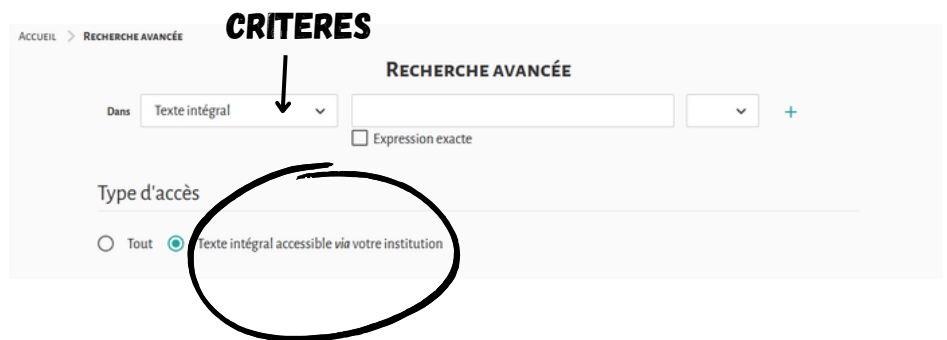 CRITERES
Accueil > Recherche avancée
Recherche avancée
Dans Texte intégral
Expression exacte
Type d'accès
Tout Texte intégral accessible via votre institution